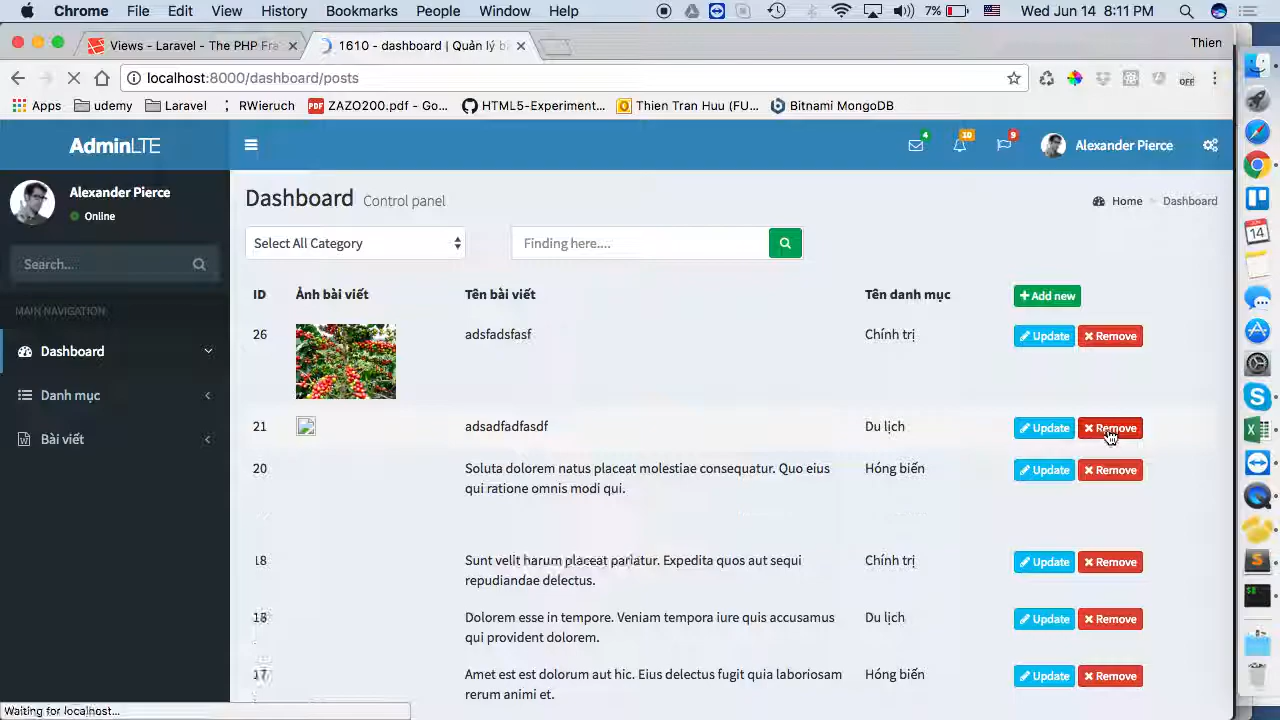 Chrome File Edit View History Bookmarks People Window Help 7% Wed Jun 14 8:11 PM
Views - Laravel - The PHP Fra 1610 - dashboard | Quản lý b Thien
localhost:8000/dashboard/posts OFF
Apps udemy Laravel RWieruch ZAZO200.pdf - Go... HTML5-Experiment... Thien Tran Huu (FU... Bitnami MongoDB
AdminLTE 4 10 9 Alexander Pierce
Alexander Pierce
Online
Search...
MAIN NAVIGATION
Dashboard
Danh mục
Bài viết
Dashboard Control panel Home Dashboard
Select All Category Finding here....
ID Ảnh bài viết Tên bài viết Tên danh mục Add new
26 adsfadsfasf Chính trị Update Remove
21 adsadfadfasdf Du lịch Update Remove
20 Soluta dolorem natus placeat molestiae consequatur. Quo eius Hóng biến Update Remove
qui ratione omnis modi qui.
18 Sunt velit harum placeat pariatur. Expedita quos aut sequi Chính trị Update Remove
repudiandae delectus.
Dolorem esse in tempore. Veniam tempora iure quis accusamus Du lịch Update Remove
qui provident dolorem.
17 Amet est est dolorum aut hic. Eius delectus fugit quia laboriosam Hóng biến Update Remove
rerum animi et.
Waiting for localhost...